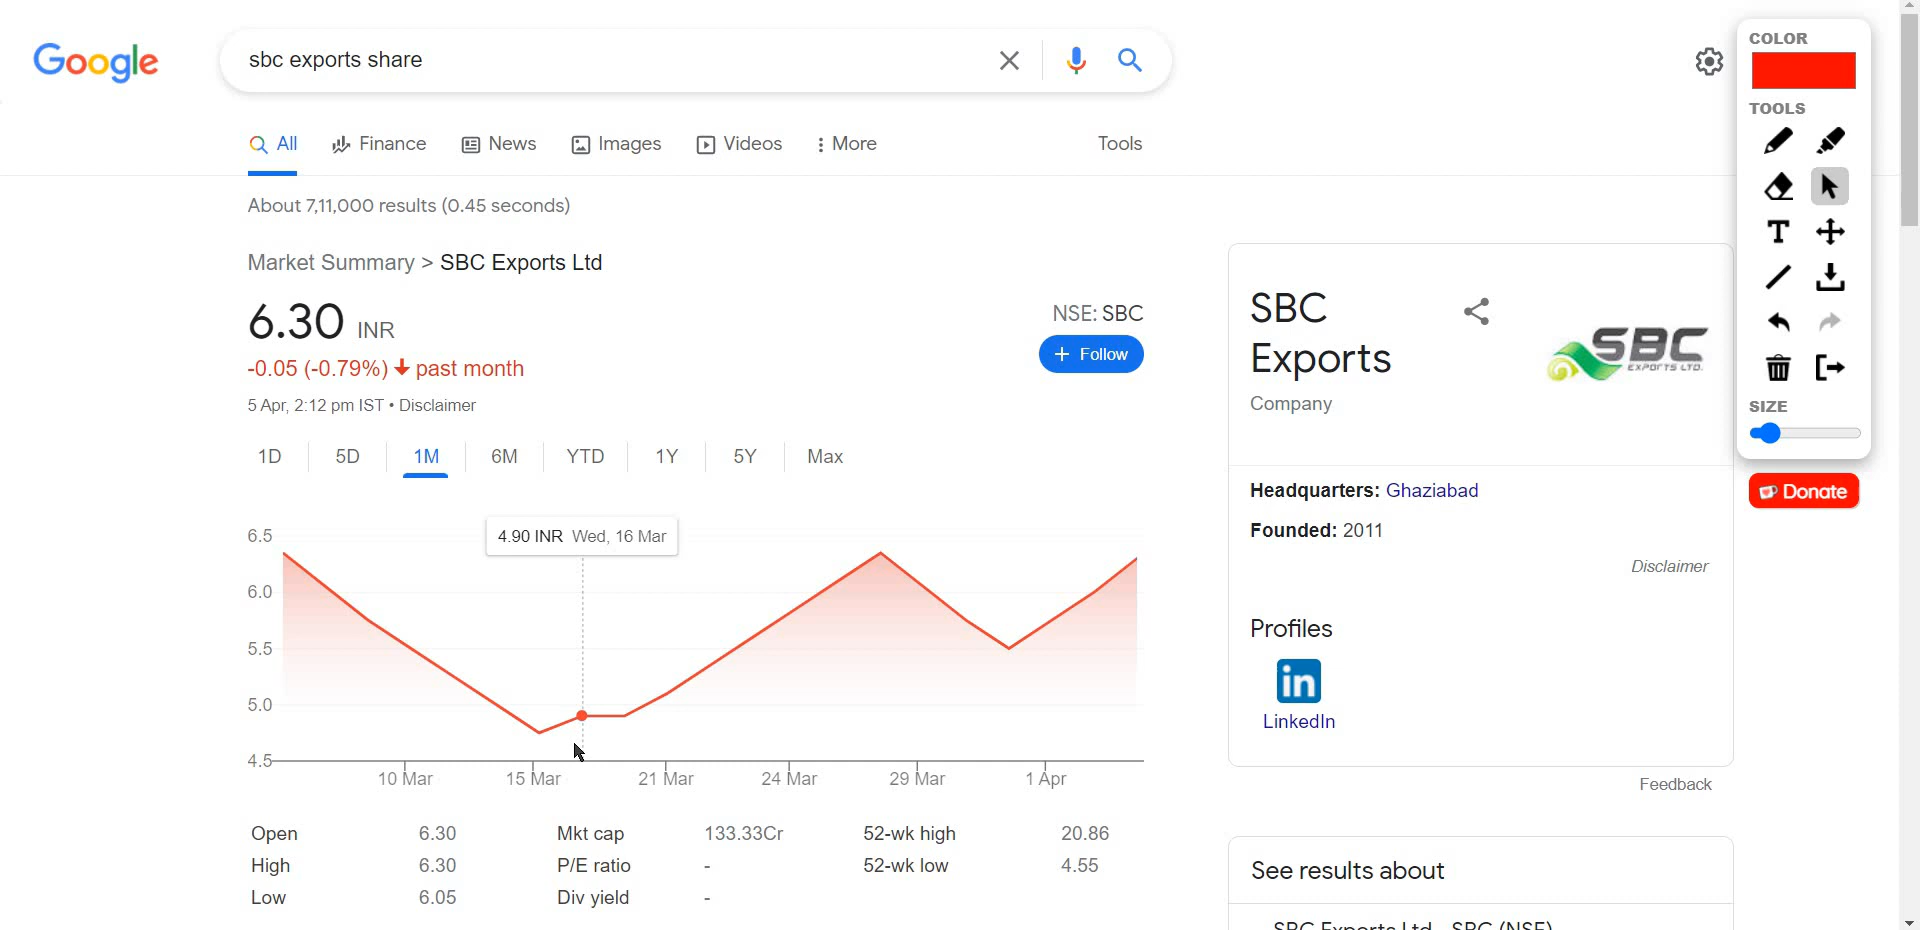 Google
sbc exports share
All Finance News Images Videos More Tools
About 7,11,000 results (0.45 seconds)
Market Summary > SBC Exports Ltd
6.30 INR
-0.05 (-0.79%) past month
5 Apr, 2:12 pm IST • Disclaimer
NSE: SBC
+ Follow
1D 5D 1M 6M YTD 1Y 5Y Max
4.90 INR Wed, 16 Mar
6.5
6.0
5.5
5.0
4.5
10 Mar 15 Mar 21 Mar 24 Mar 29 Mar 1 Apr
Open 6.30 Mkt cap 133.33Cr 52-wk high 20.86
High 6.30 P/E ratio - 52-wk low 4.55
Low 6.05 Div yield -
SBC
Exports
Company
SBC
EXPORTS LTD.
Headquarters: Ghaziabad
Founded: 2011
Disclaimer
Profiles
in
LinkedIn
Feedback
See results about
SBC Exports Ltd - SBC (NSE)
COLOR
TOOLS
T
SIZE
Donate